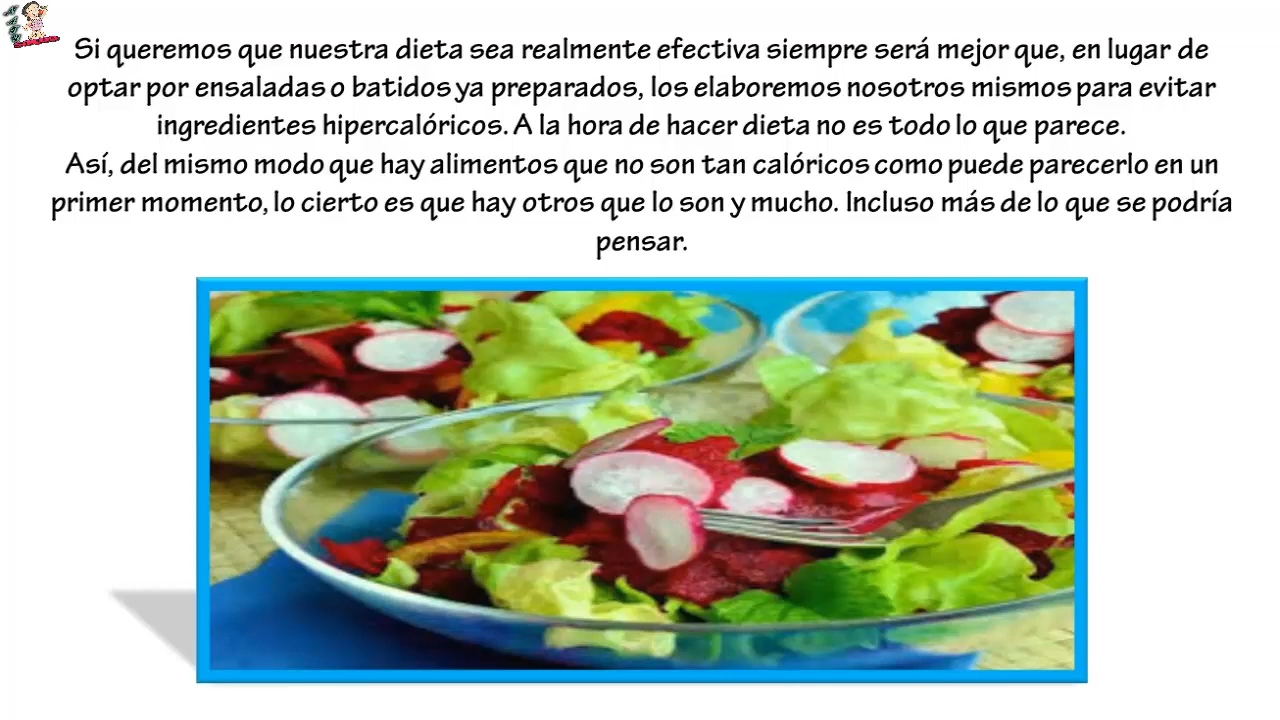 Si queremos que nuestra dieta sea realmente efectiva siempre será mejor que, en lugar de
optar por ensaladas o batidos ya preparados, los elaboremos nosotros mismos para evitar
ingredientes hipercalóricos. A la hora de hacer dieta no es todo lo que parece.
Así, del mismo modo que hay alimentos que no son tan calóricos como puede parecerlo en un
primer momento, lo cierto es que hay otros que lo son y mucho. Incluso más de lo que se podría
pensar.